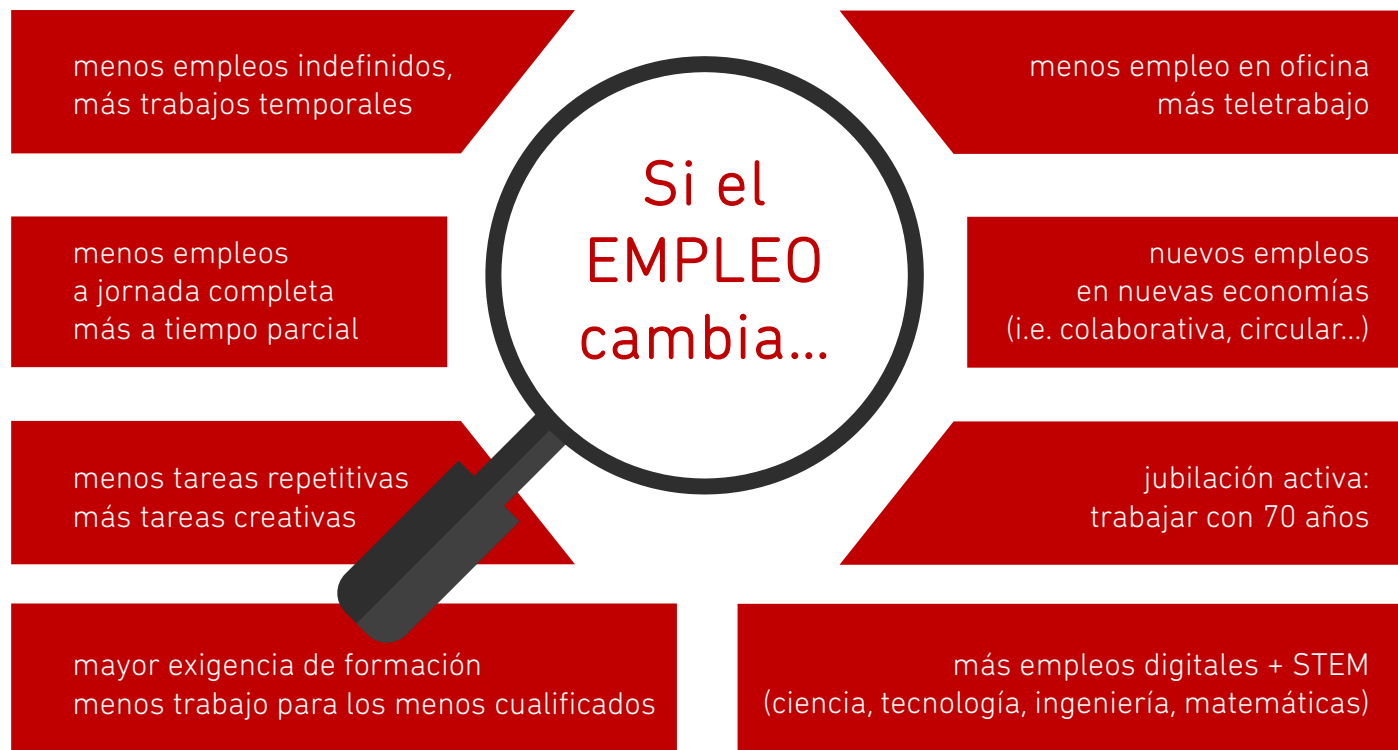 menos empleos indefinidos,
más trabajos temporales
menos empleo en oficina
más teletrabajo
Si el
EMPLEO
cambia...
menos empleos
a jornada completa
más a tiempo parcial
nuevos empleos
en nuevas economías
(i.e. colaborativa, circular...)
menos tareas repetitivas
más tareas creativas
jubilación activa:
trabajar con 70 años
mayor exigencia de formación
menos trabajo para los menos cualificados
más empleos digitales + STEM
(ciencia, tecnología, ingeniería, matemáticas)